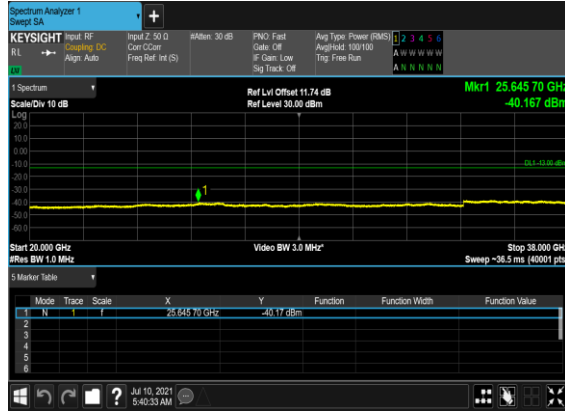 Spectrum Analyzer 1
Swept SA
KEYSIGHT Input: RF Input Z: 50 Ω #Atten: 30 dB PNO: Fast Avg Type: Power (RMS) 1 2 3 4 5 6
RL Coupling: DC Corr CCorr Gate: Off Avg|Hold: 100/100 A W W W W W
Align: Auto Freq Ref: Int (S) IF Gain: Low Trig: Free Run
Sig Track: Off A N N N N N
1 Spectrum Ref Lvl Offset 11.74 dB Mkr1 25.645 70 GHz
Scale/Div 10 dB Ref Level 30.00 dBm -40.167 dBm
Log
20.0
10.0
0.00
-10.0 DL1 -13.00 dBm
-20.0
-30.0
1
-40.0
-50.0
-60.0
Start 20.000 GHz Video BW 3.0 MHz* Stop 38.000 GHz
#Res BW 1.0 MHz Sweep ~36.5 ms (40001 pts
5 Marker Table
Mode Trace Scale X Y Function Function Width Function Value
1 N 1 f 25.645 70 GHz -40.17 dBm
2
3
4
5
6
? Jul 10, 2021
5:40:33 AM